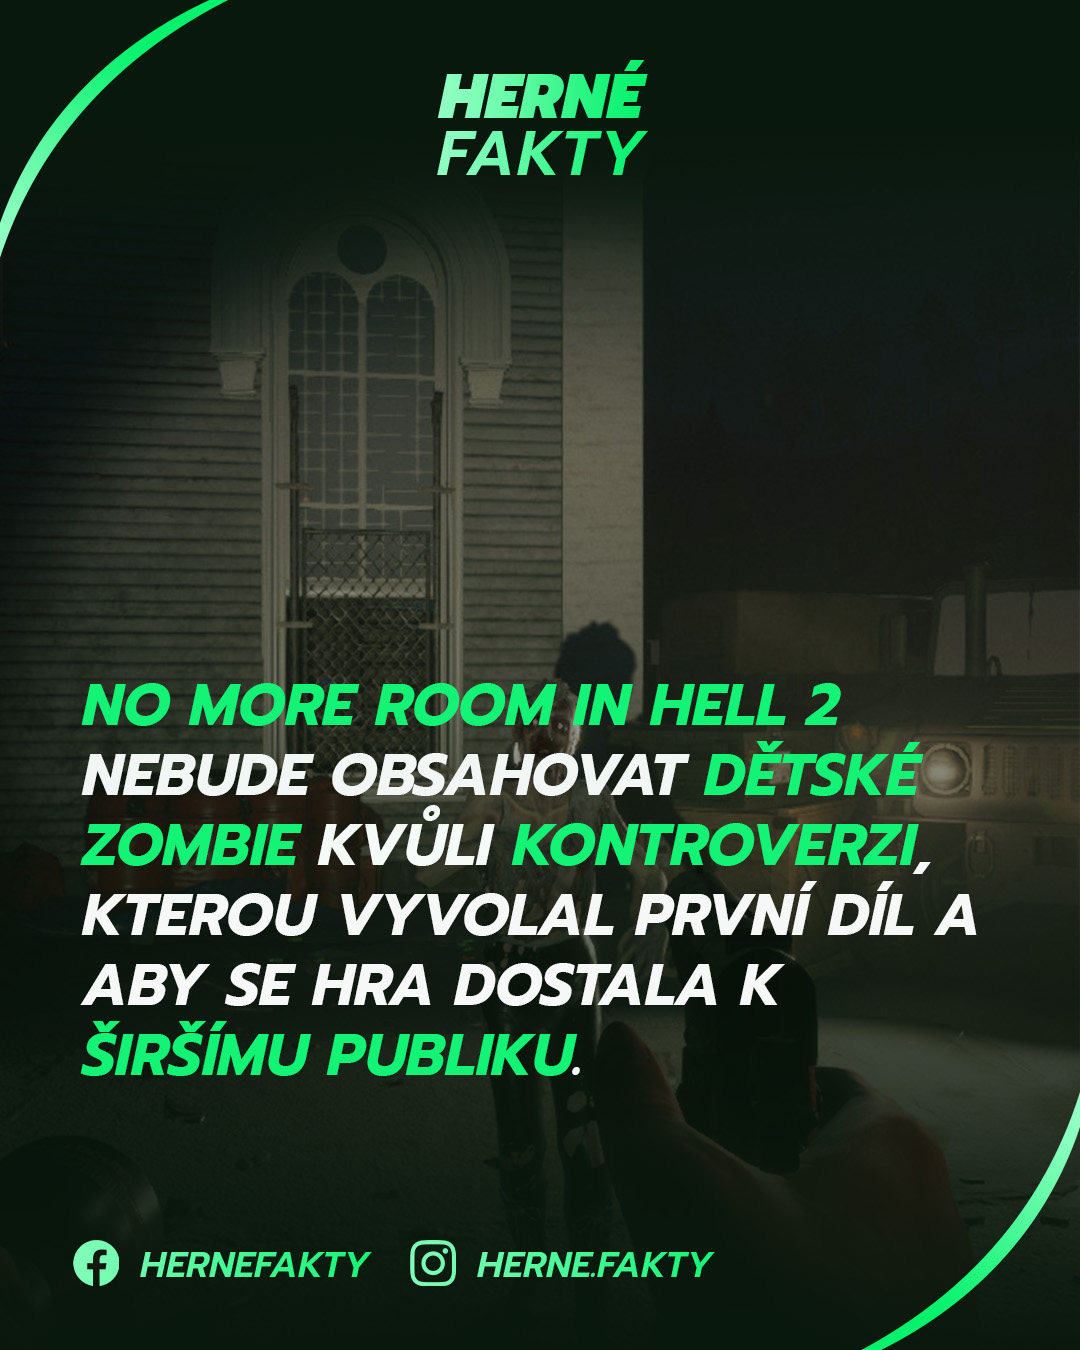 HERNÉ
FAKTY
NO MORE ROOM IN HELL 2
NEBUDE OBSAHOVAT DĚTSKÉ
ZOMBIE KVŮLI KONTROVERZI,
KTEROU VYVOLAL PRVNÍ DÍL A
ABY SE HRA DOSTALA K
ŠIRŠÍMU PUBLIKU.
HERNEFAKTY HERNE.FAKTY